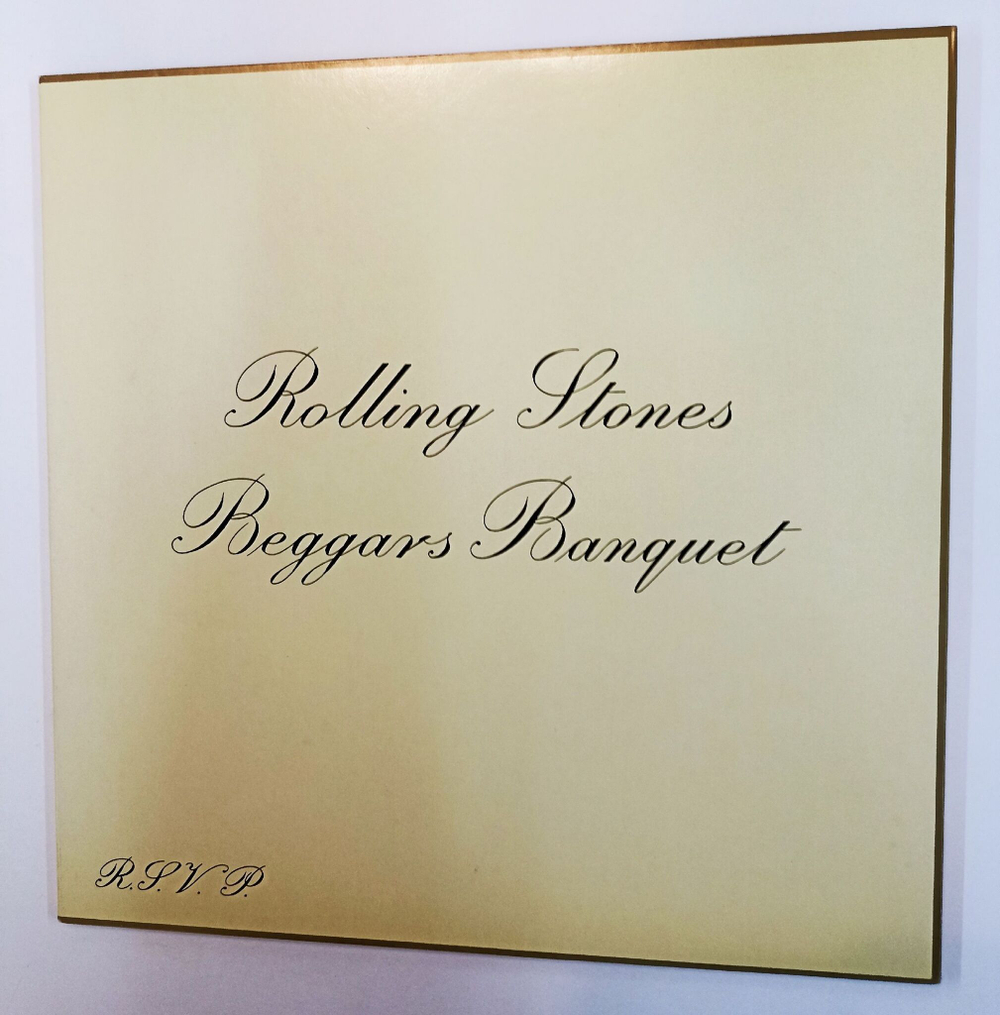 Rolling Stones
Beggars Banquet
R.S.V.P.